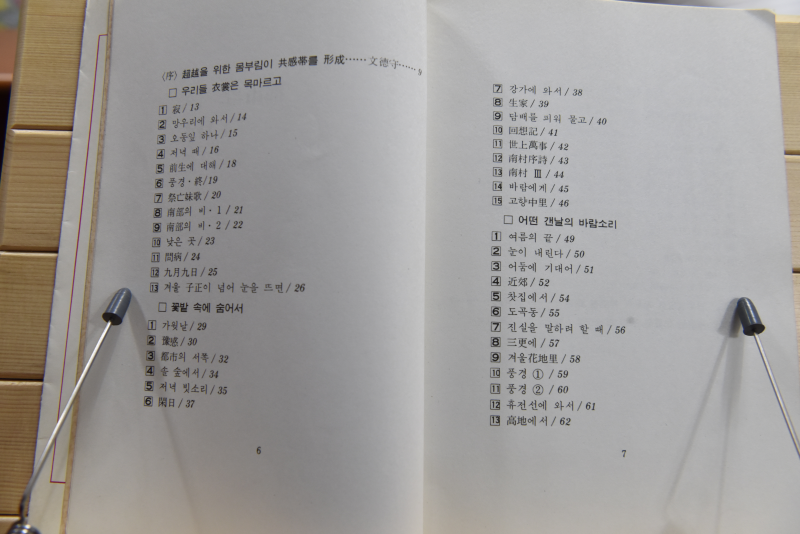 〈序〉 超越을 위한 몸부림이 共感帶를 形成……文德守……
□ 우리들 衣裳은 목마르고
1 寂 / 13
2 망우리에 와서 / 14
3 오동잎 하나 / 15
4 저녁 때 / 16
5 前生에 대해 / 18
6 풍경·終 / 19
7 祭亡妹歌 / 20
8 南部의 비·1 / 21
9 南部의 비·2 / 22
10 낮은 곳 / 23
11 問病 / 24
12 九月九日 / 25
13 겨울 子正이 넘어 눈을 뜨면 / 26
□ 꽃밭 속에 숨어서
1 가윗날 / 29
2 豫感 / 30
3 都市의 서쪽 / 32
4 솔 숲에서 / 34
5 저녁 빗소리 / 35
6 閑日 / 37
6
7 강가에 와서 / 38
8 生家 / 39
9 담배를 피워 물고 / 40
10 回想記 / 41
11 世上萬事 / 42
12 南村序詩 / 43
13 南村 Ⅲ / 44
14 바람에게 / 45
15 고향中里 / 46
□ 어떤 갠날의 바람소리
1 여름의 끝 / 49
2 눈이 내린다 / 50
3 어둠에 기대어 / 51
4 近郊 / 52
5 찻집에서 / 54
6 도곡동 / 55
7 진실을 말하려 할 때 / 56
8 三更에 / 57
9 겨울花地里 / 58
10 풍경 ① / 59
11 풍경 ② / 60
12 휴전선에 와서 / 61
13 高地에서 / 62
7